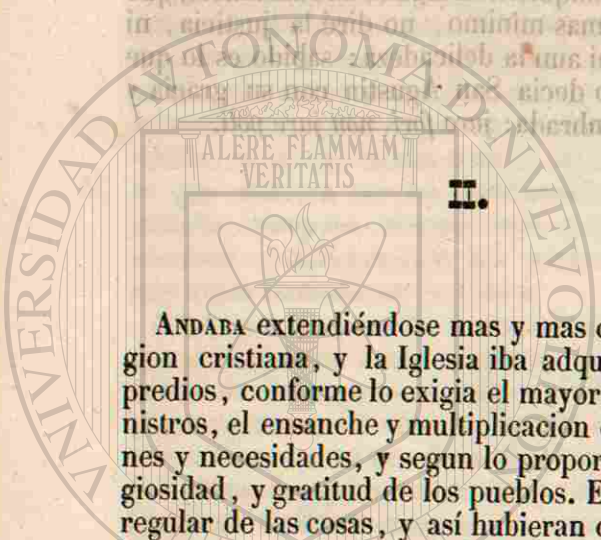 ALERE FLAMMAM
VERITATIS
II.
ANDABA extendiéndose mas y mas
gion cristiana, y la Iglesia iba adqu
predios, conforme lo exigia el mayor
nistros, el ensanche y multiplicacion
nes y necesidades, y segun lo propor
giosidad, y gratitud de los pueblos. E
regular de las cosas, y así hubieran